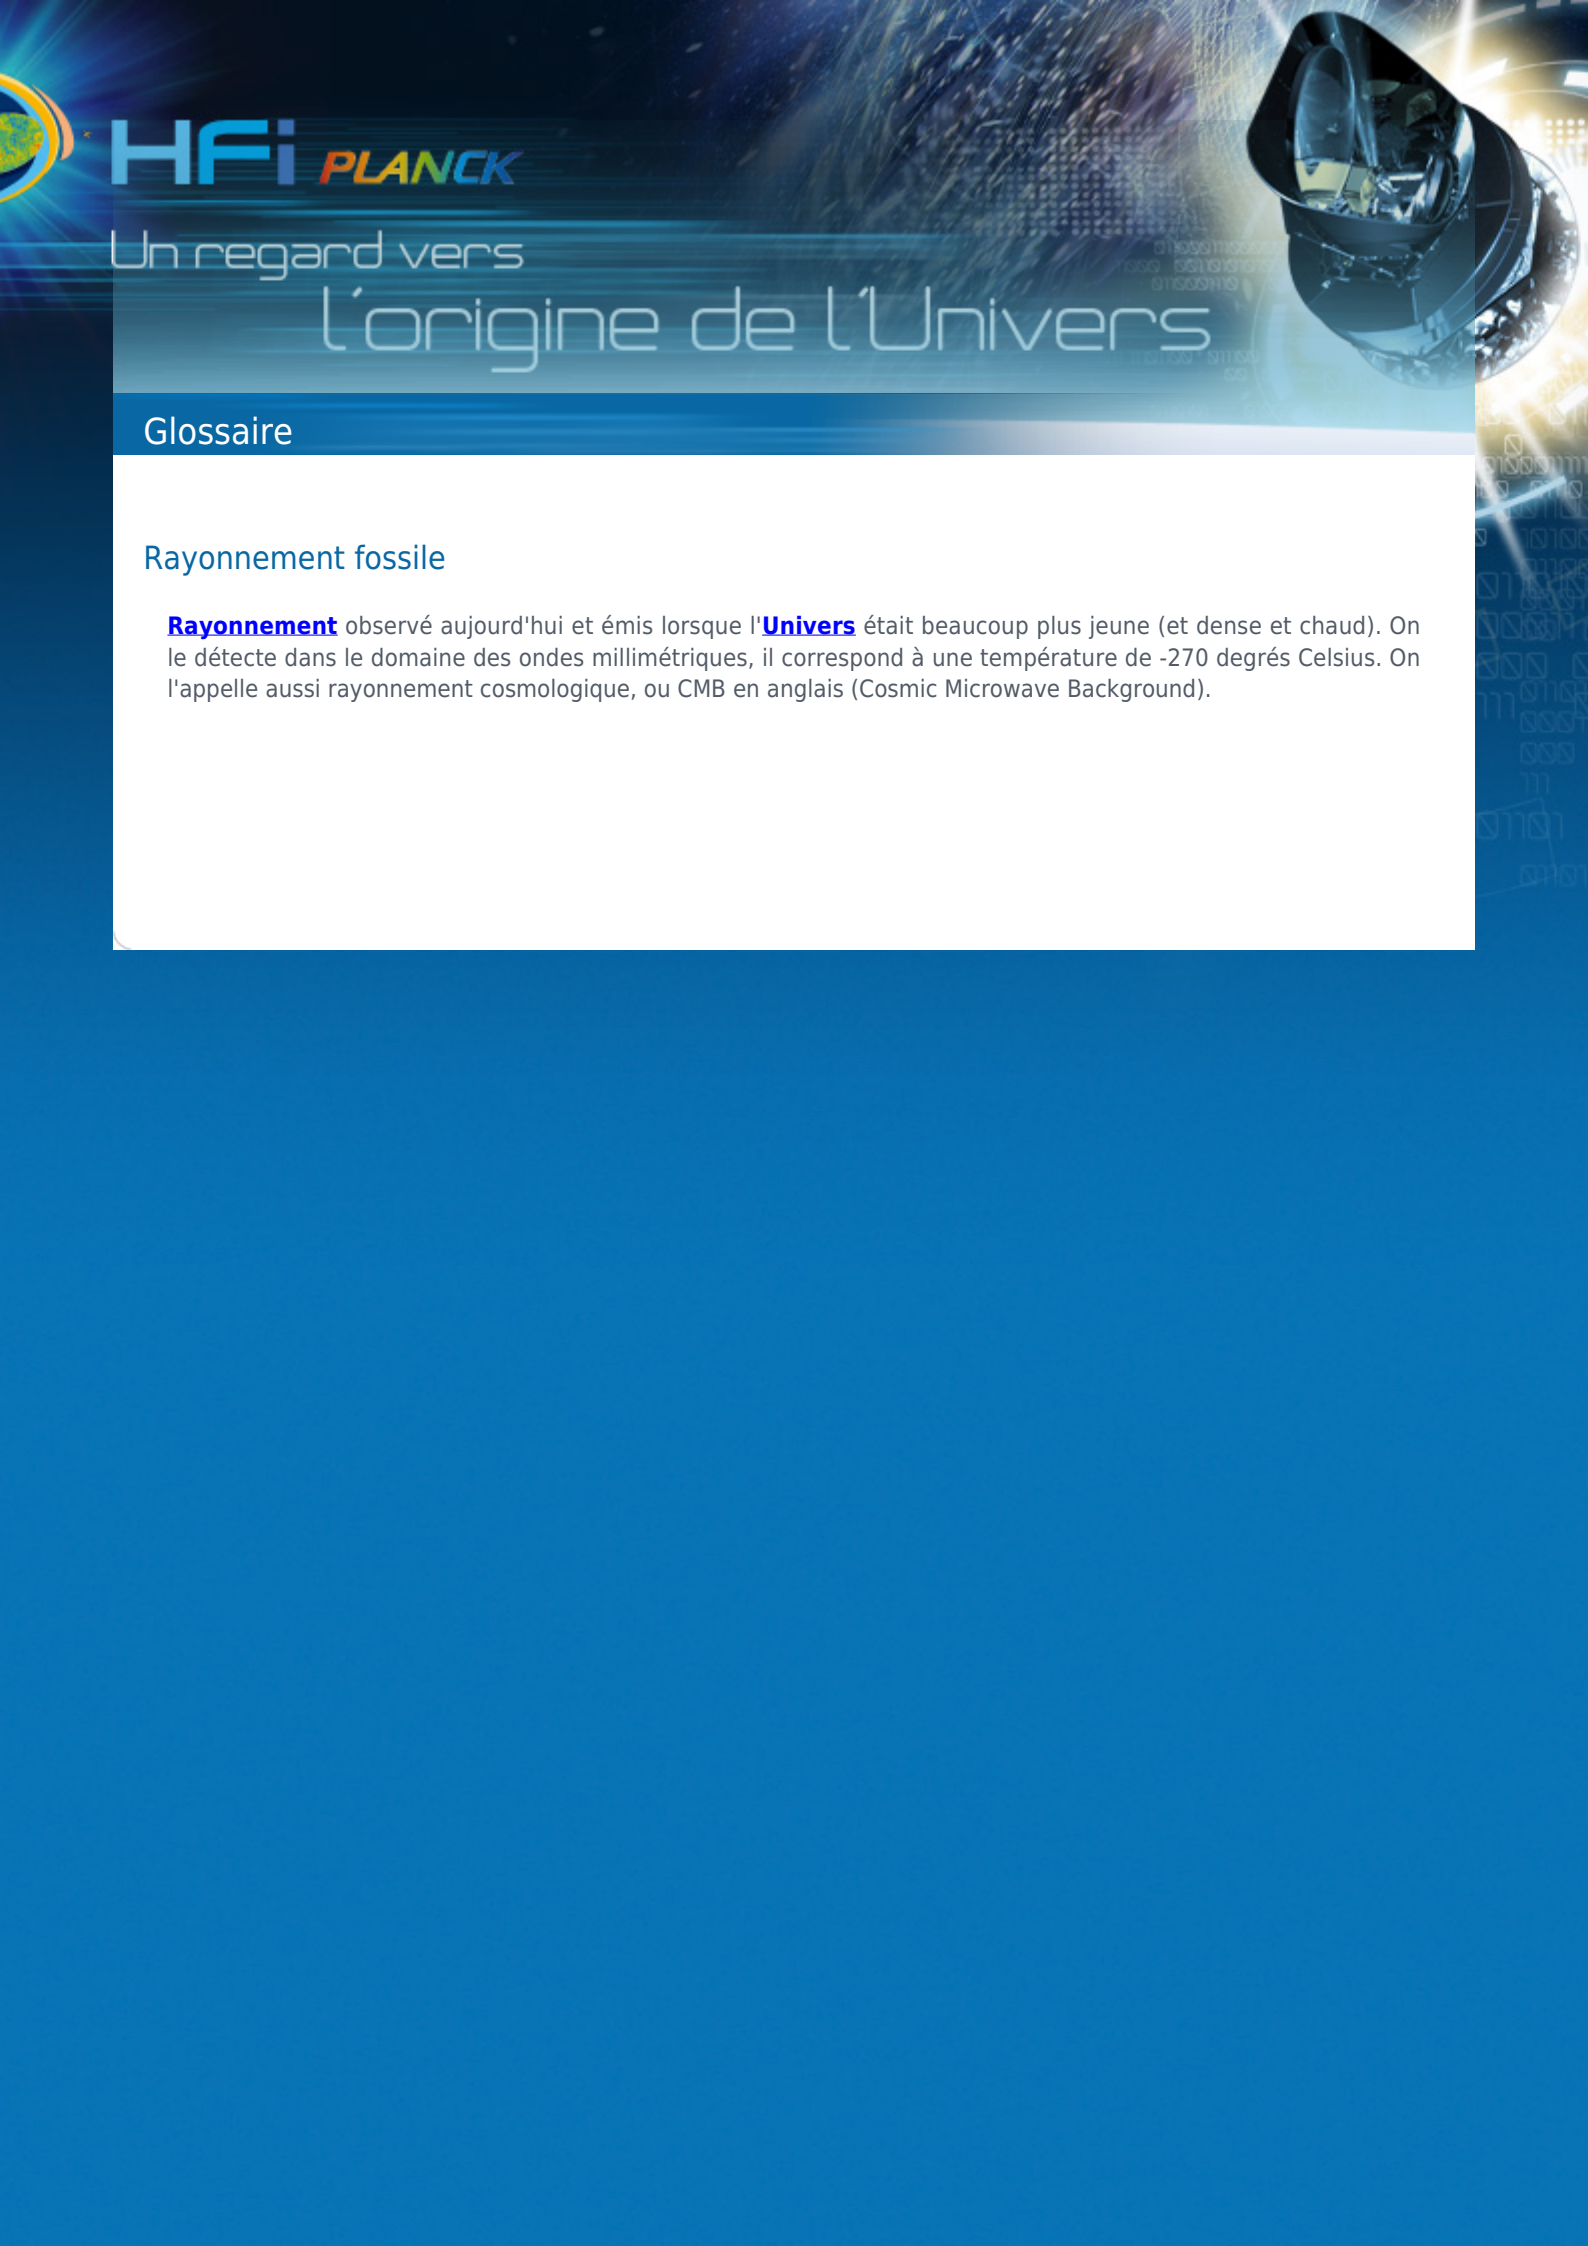 HFi PLANCK
Un regard vers
l'origine de l'Univers
Glossaire
Rayonnement fossile
Rayonnement observé aujourd'hui et émis lorsque l'Univers était beaucoup plus jeune (et dense et chaud). On
le détecte dans le domaine des ondes millimétriques, il correspond à une température de -270 degrés Celsius. On
l'appelle aussi rayonnement cosmologique, ou CMB en anglais (Cosmic Microwave Background).